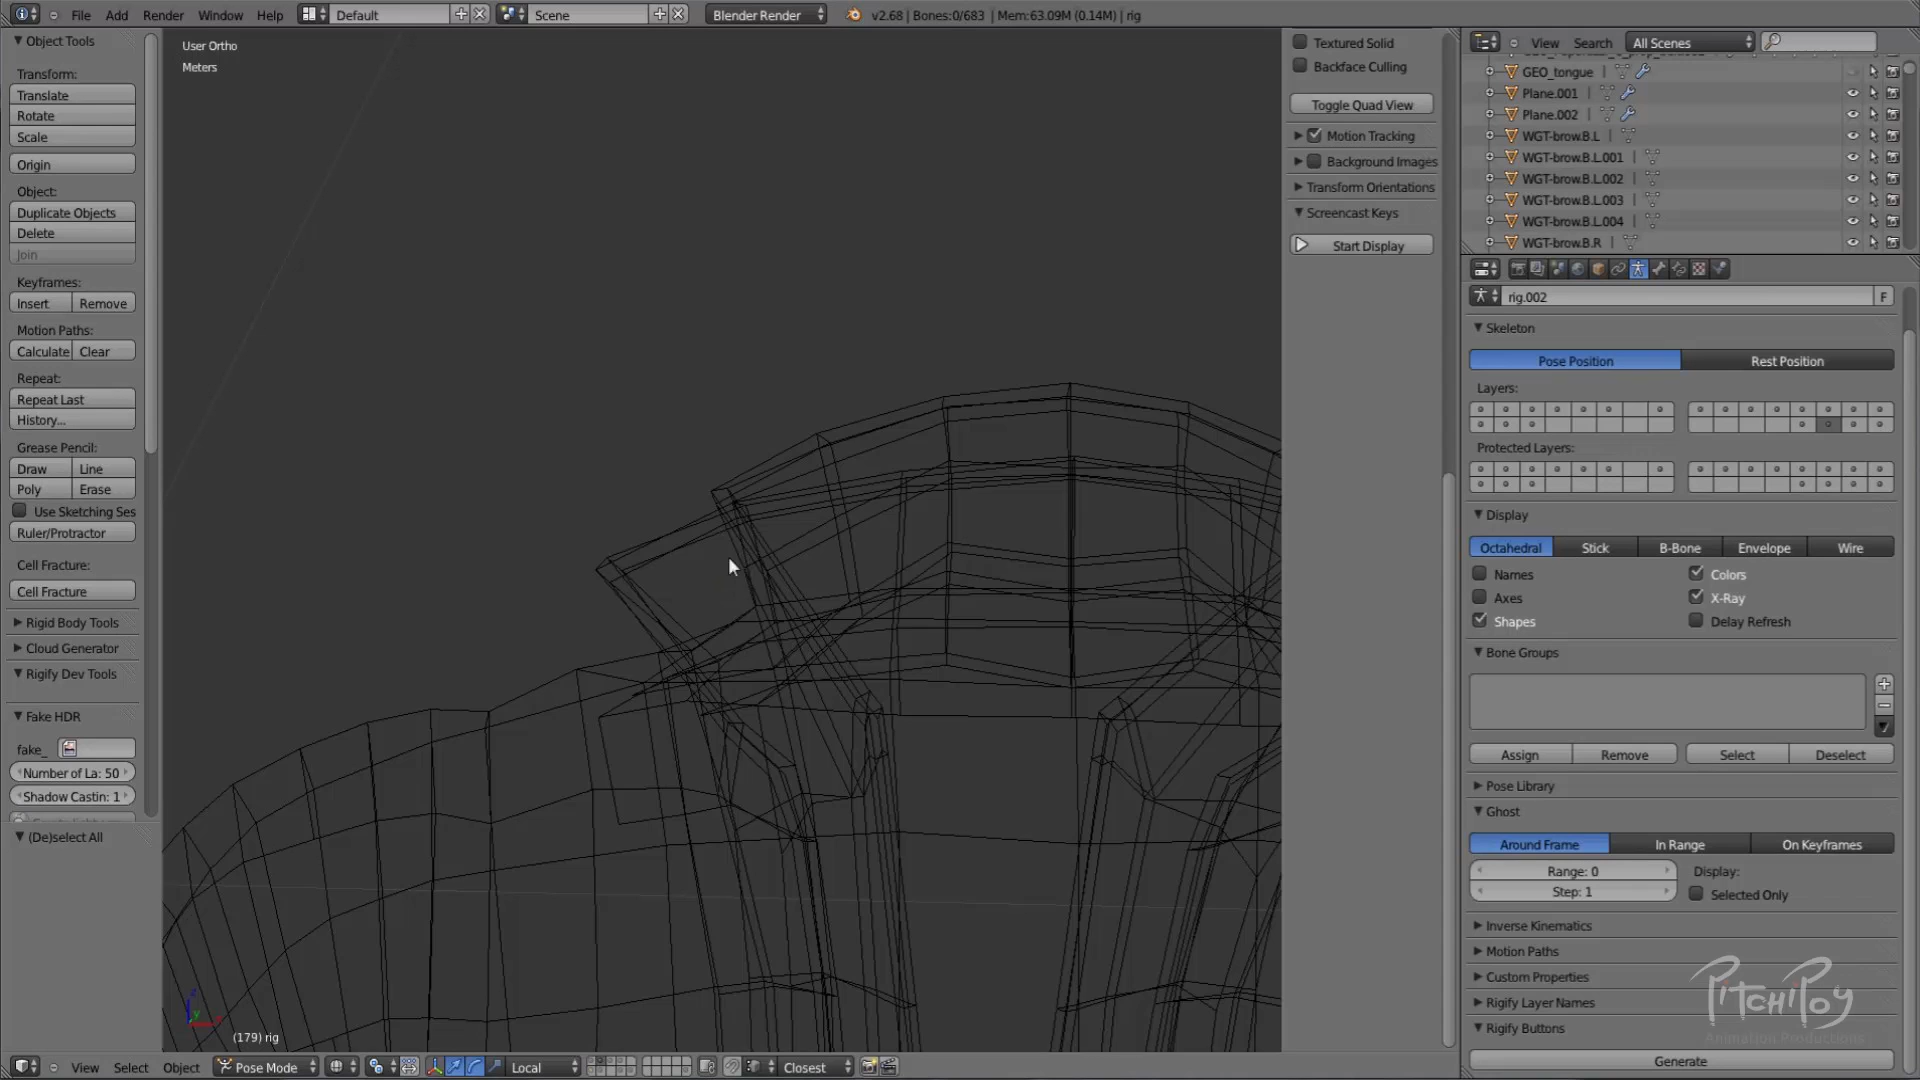 File Add Render Window Help Default Scene Blender Render v2.68 | Bones:0/683 | Mem:63.09M (0.14M) | rig
Object Tools
Transform:
Translate
Rotate
Scale
Origin
Object:
Duplicate Objects
Delete
Join
Keyframes:
Insert Remove
Motion Paths:
Calculate Clear
Repeat:
Repeat Last
History...
Grease Pencil:
Draw Line
Poly Erase
Use Sketching Ses
Ruler/Protractor
Cell Fracture:
Cell Fracture
Rigid Body Tools
Cloud Generator
Rigify Dev Tools
Fake HDR
fake_
Number of La: 50
Shadow Castin: 1
(De)select All
User Ortho
Meters
(179) rig
View Select Object Pose Mode Local Closest
Textured Solid
Backface Culling
Toggle Quad View
Motion Tracking
Background Images
Transform Orientations
Screencast Keys
Start Display
View Search All Scenes
GEO_tongue
Plane.001
Plane.002
WGT-brow.B.L
WGT-brow.B.L.001
WGT-brow.B.L.002
WGT-brow.B.L.003
WGT-brow.B.L.004
WGT-brow.B.R
rig.002 F
Skeleton
Pose Position Rest Position
Layers:
Protected Layers:
Display
Octahedral Stick B-Bone Envelope Wire
Names Colors
Axes X-Ray
Shapes Delay Refresh
Bone Groups
Assign Remove Select Deselect
Pose Library
Ghost
Around Frame In Range On Keyframes
Range: 0 Display:
Step: 1 Selected Only
Inverse Kinematics
Motion Paths
Custom Properties
Rigify Layer Names
Rigify Buttons
Generate
PitchiPoy
Animation Productions